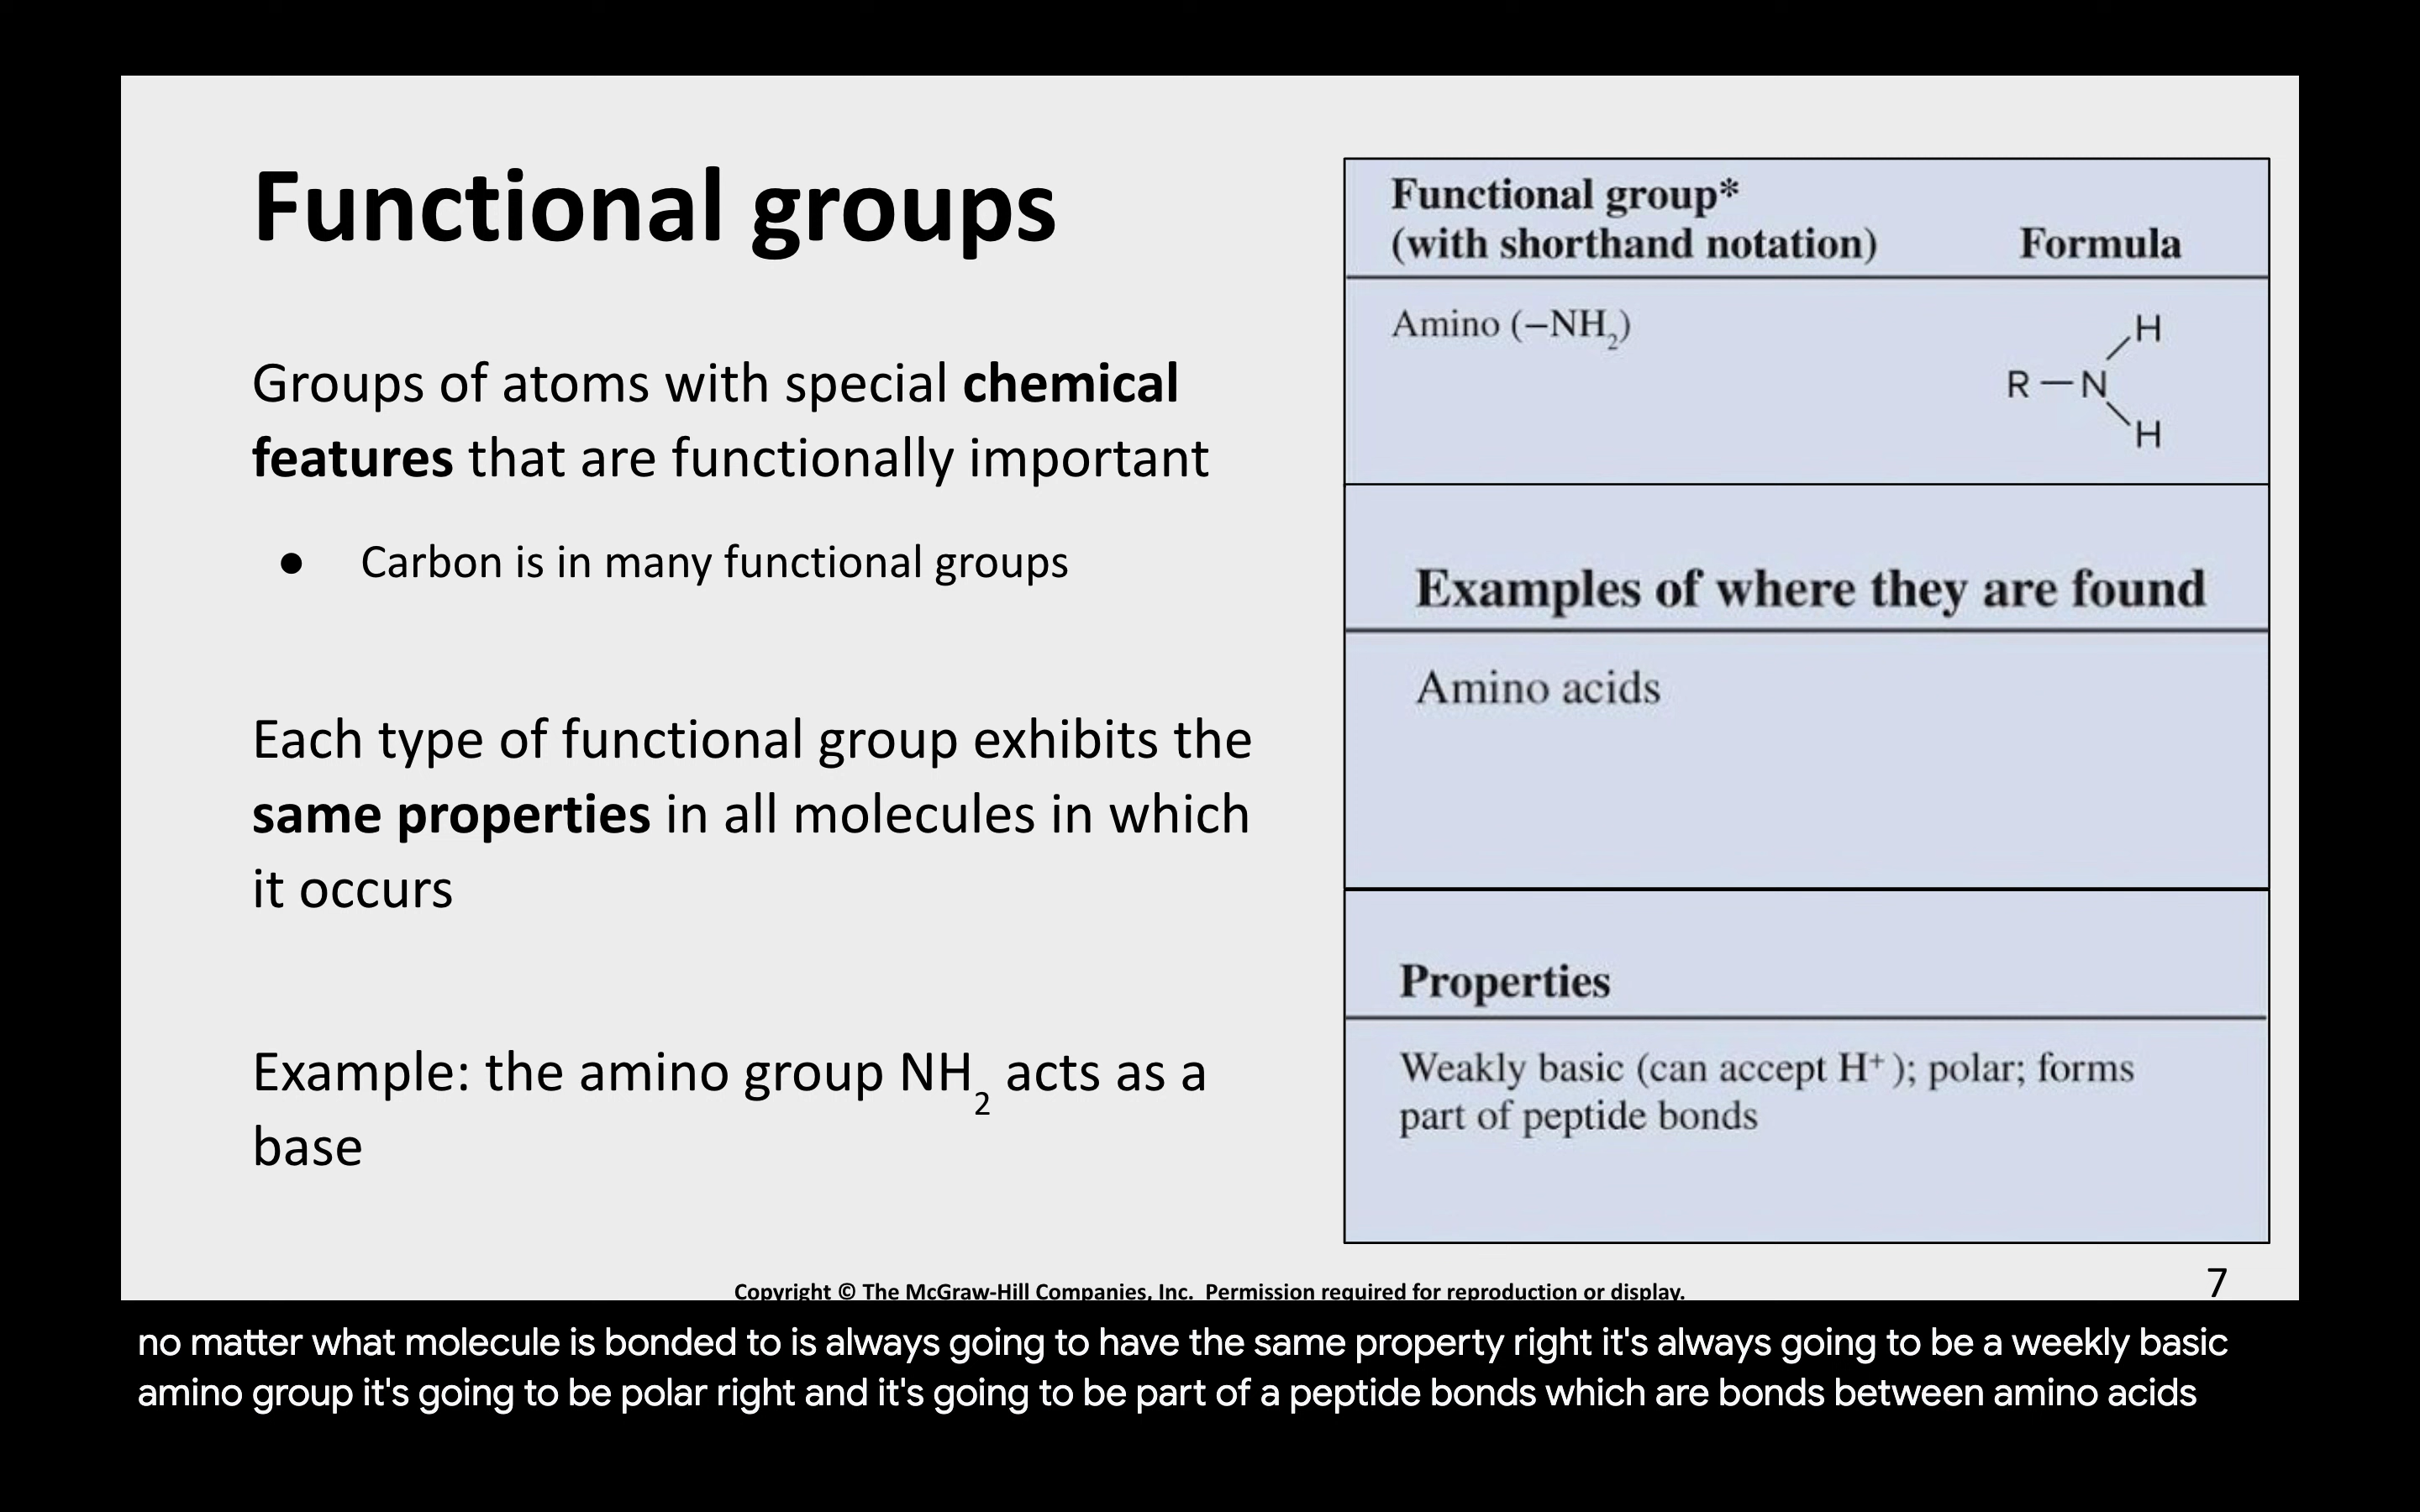 Functional groups
Groups of atoms with special chemical
features that are functionally important
● Carbon is in many functional groups
Each type of functional group exhibits the
same properties in all molecules in which
it occurs
Example: the amino group NH2 acts as a
base
Functional group*
(with shorthand notation) Formula
Amino (–NH2)
H
R — N
H
Examples of where they are found
Amino acids
Properties
Weakly basic (can accept H+); polar; forms
part of peptide bonds
Copyright © The McGraw-Hill Companies, Inc. Permission required for reproduction or display.
7
no matter what molecule is bonded to is always going to have the same property right it's always going to be a weekly basic
amino group it's going to be polar right and it's going to be part of a peptide bonds which are bonds between amino acids